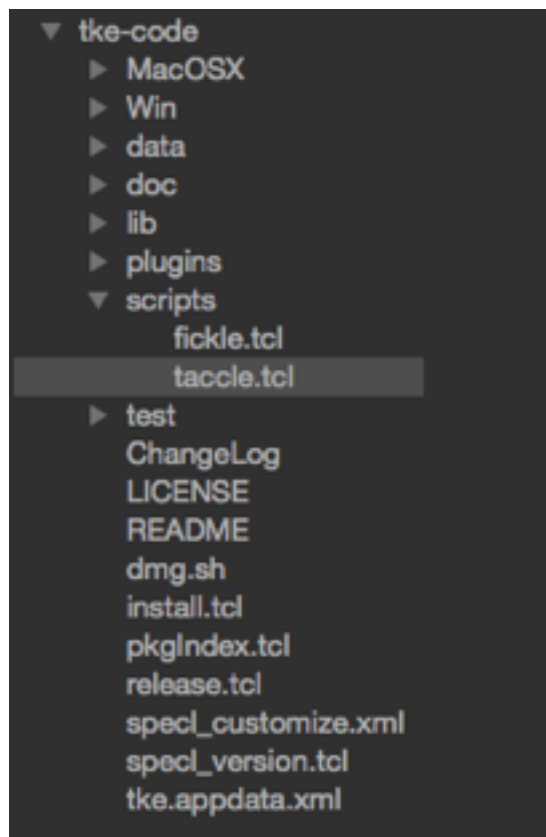 tke-code
MacOSX
Win
data
doc
lib
plugins
scripts
fickle.tcl
taccle.tcl
test
ChangeLog
LICENSE
README
dmg.sh
install.tcl
pkgIndex.tcl
release.tcl
specl_customize.xml
specl_version.tcl
tke.appdata.xml